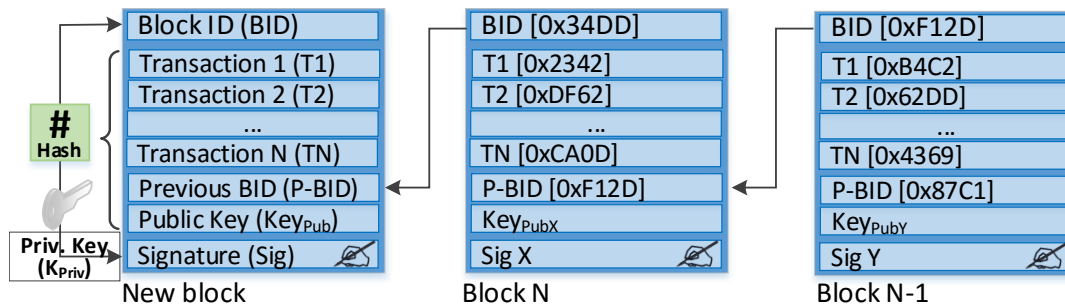 Block ID (BID)
Transaction 1 (T1)
Transaction 2 (T2)
...
Transaction N (TN)
Previous BID (P-BID)
Public Key (KeyPub)
Signature (Sig)
New block
#
Hash
Priv. Key
(KPriv)
BID [0x34DD]
T1 [0x2342]
T2 [0xDF62]
...
TN [0xCA0D]
P-BID [0xF12D]
KeyPubX
Sig X
Block N
BID [0xF12D]
T1 [0xB4C2]
T2 [0x62DD]
...
TN [0x4369]
P-BID [0x87C1]
KeyPubY
Sig Y
Block N-1